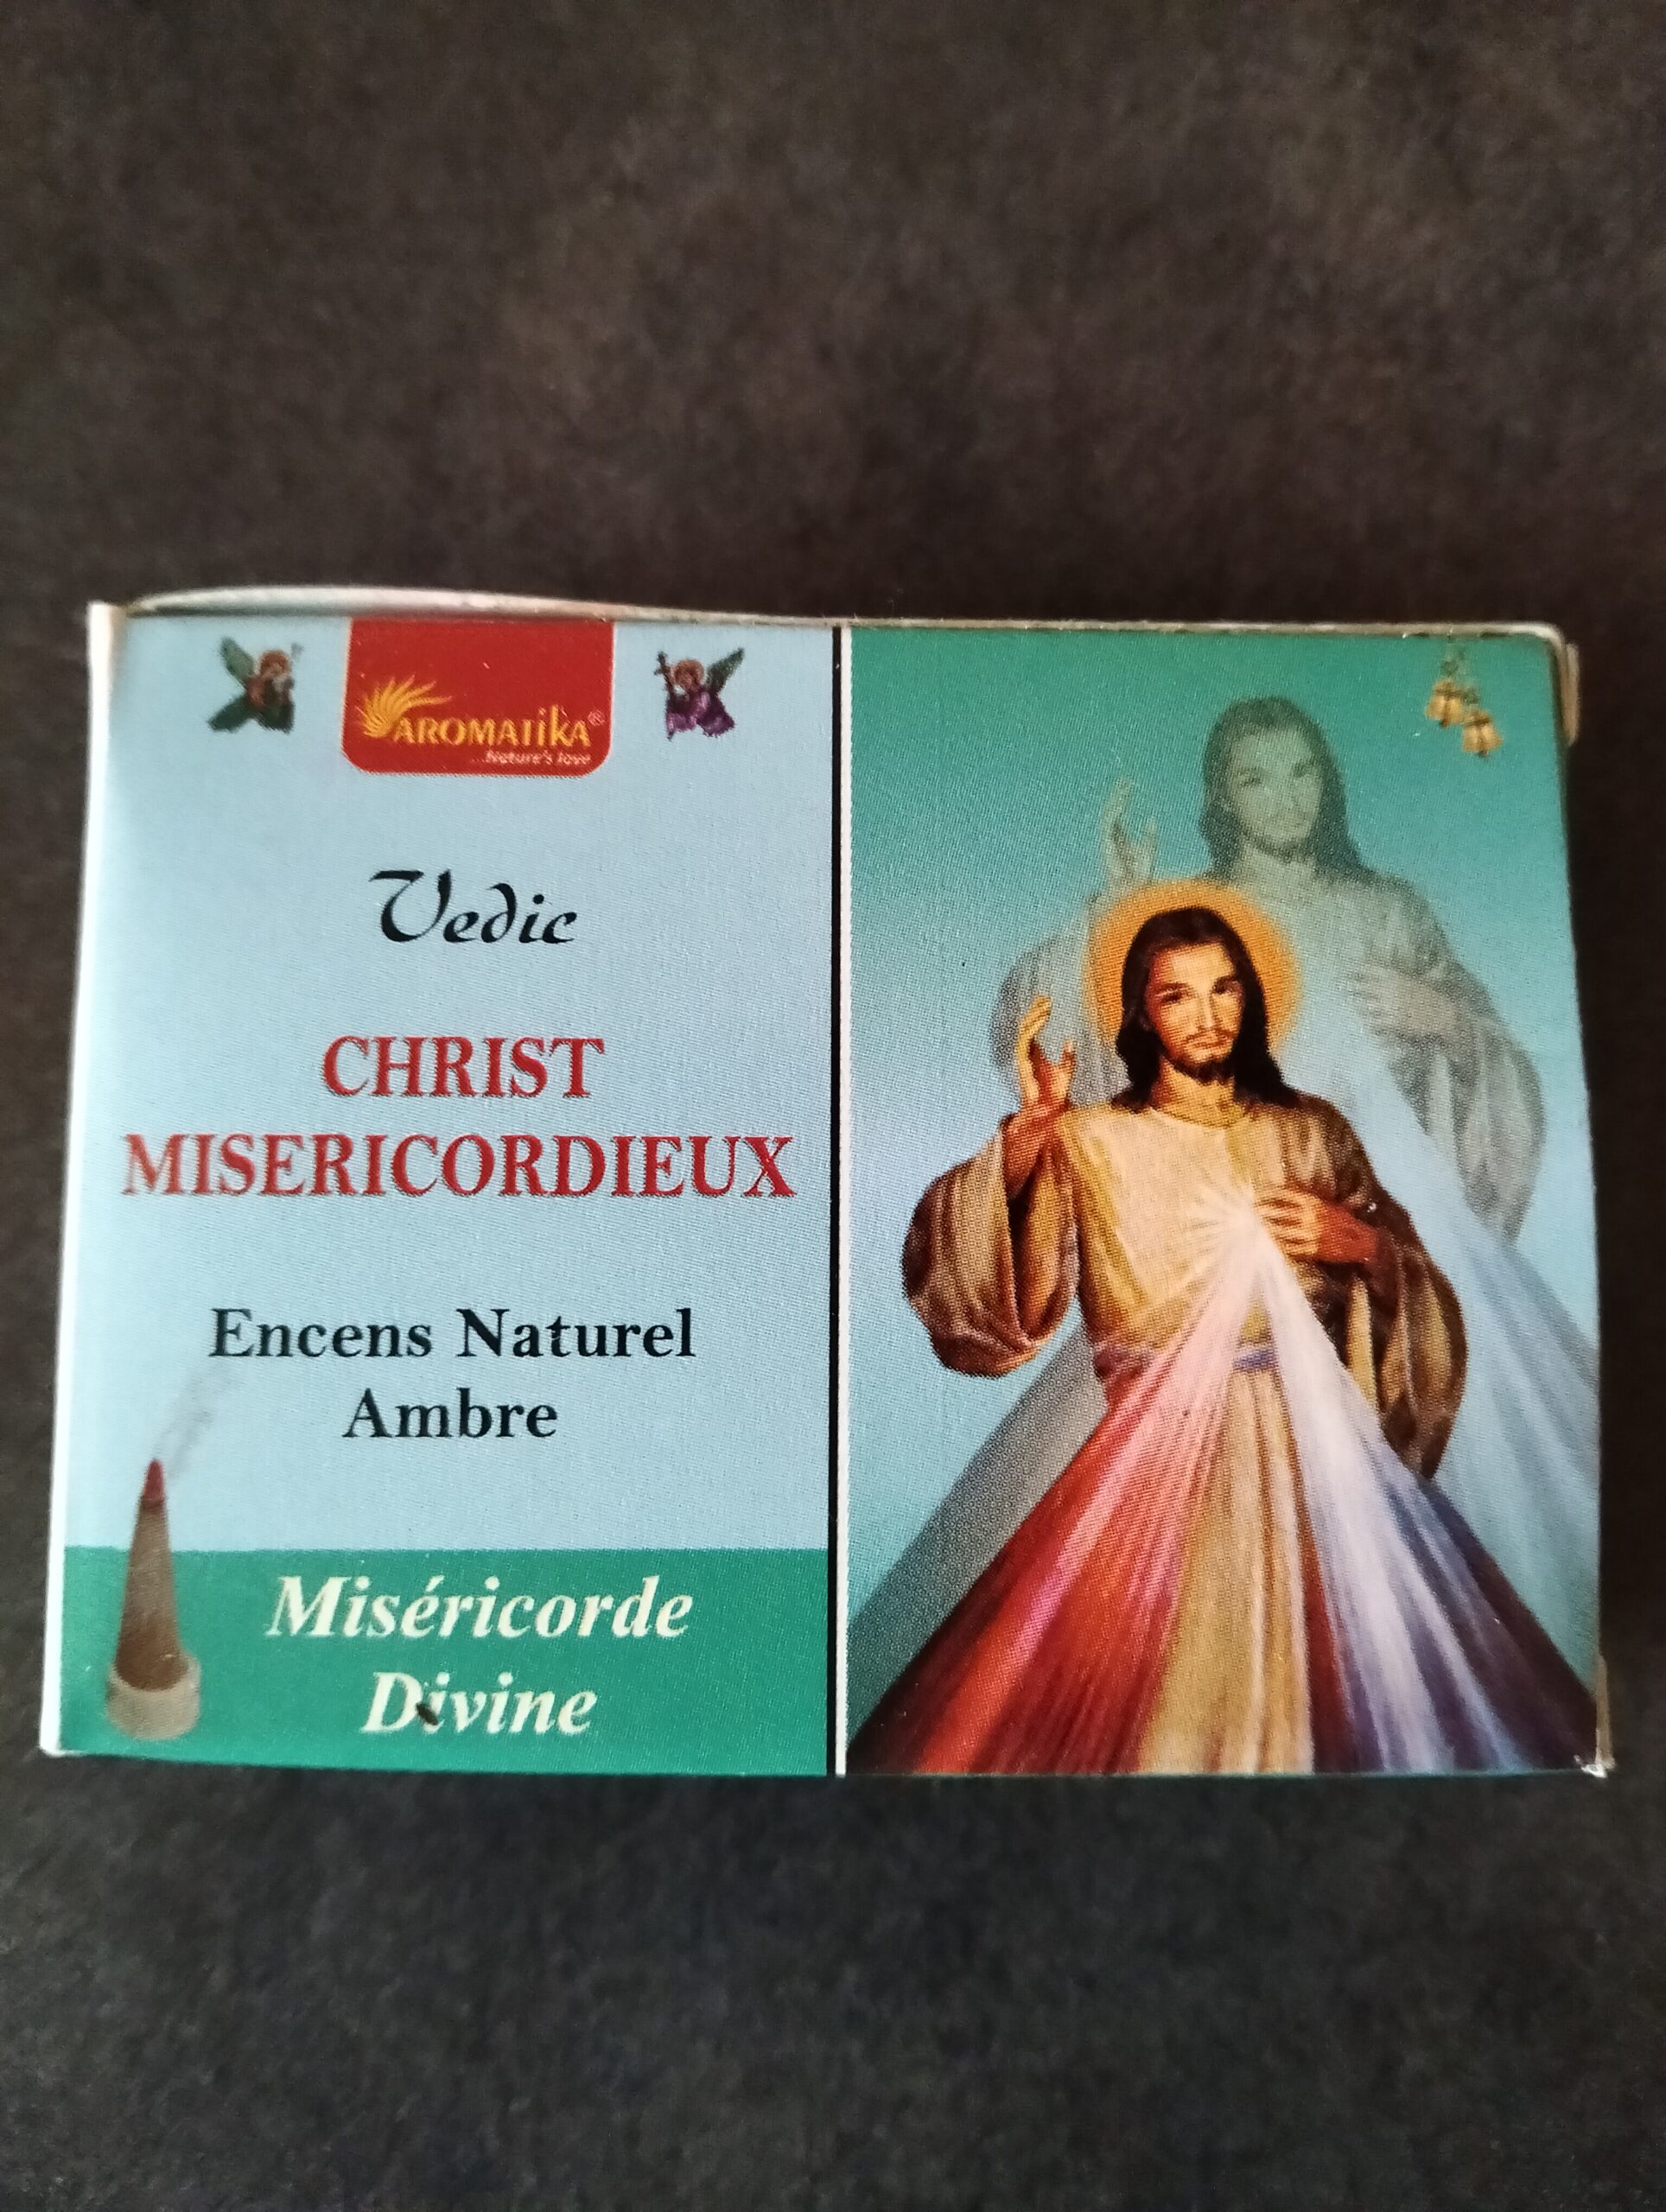 AROMATIKA®
...Nature's love
Vedic
CHRIST
MISERICORDIEUX
Encens Naturel
Ambre
Miséricorde
Divine